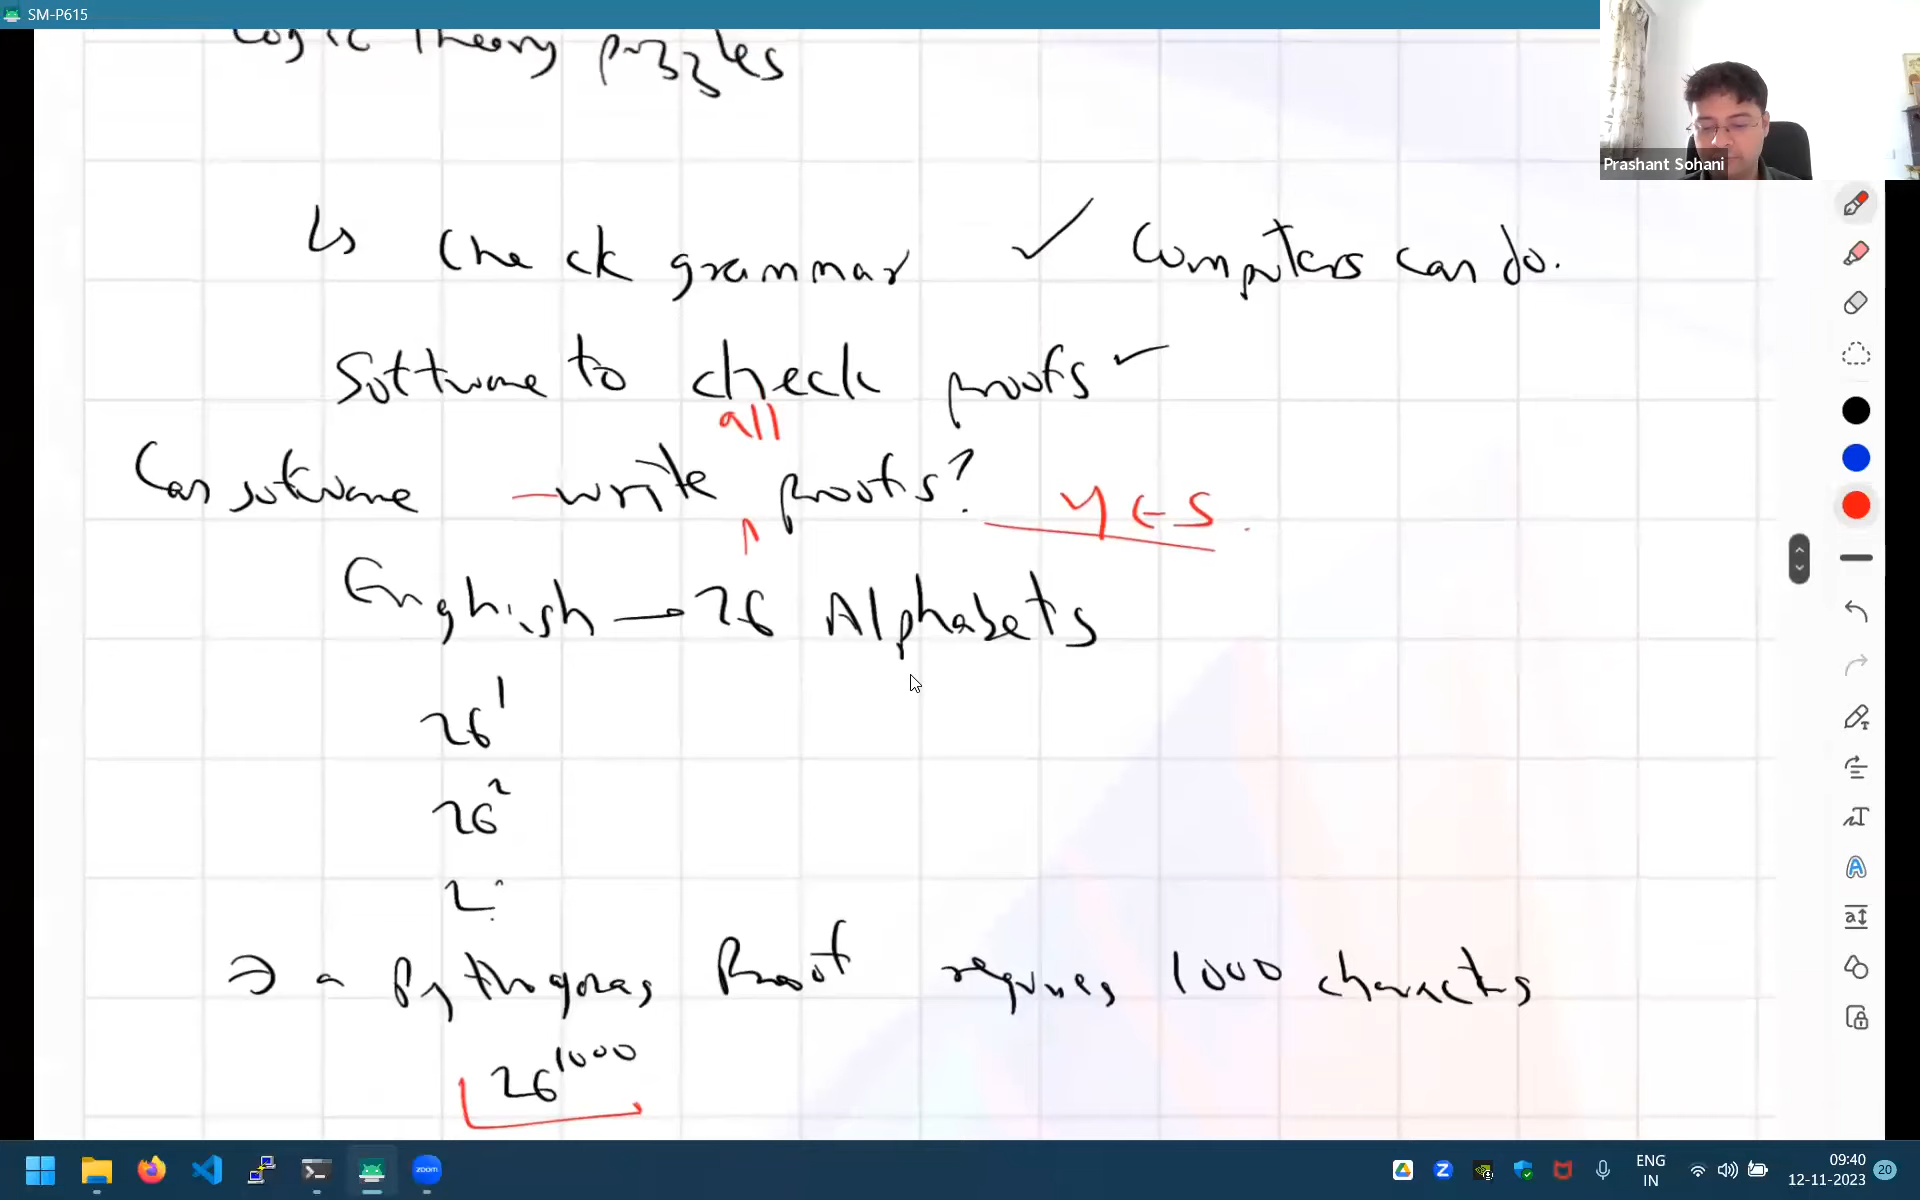 SM-P615
Logic Theory puzzles
Prashant Sohani
↳ Check grammar ✓ Computers can do.
Software to check proofs ✓
all
Can software write proofs? YES.
English → 26 Alphabets
26¹
26²
⇒ a Pythagoras Proof requires 1000 characters
26¹⁰⁰⁰
zoom
ENG
IN
09:40
12-11-2023
20